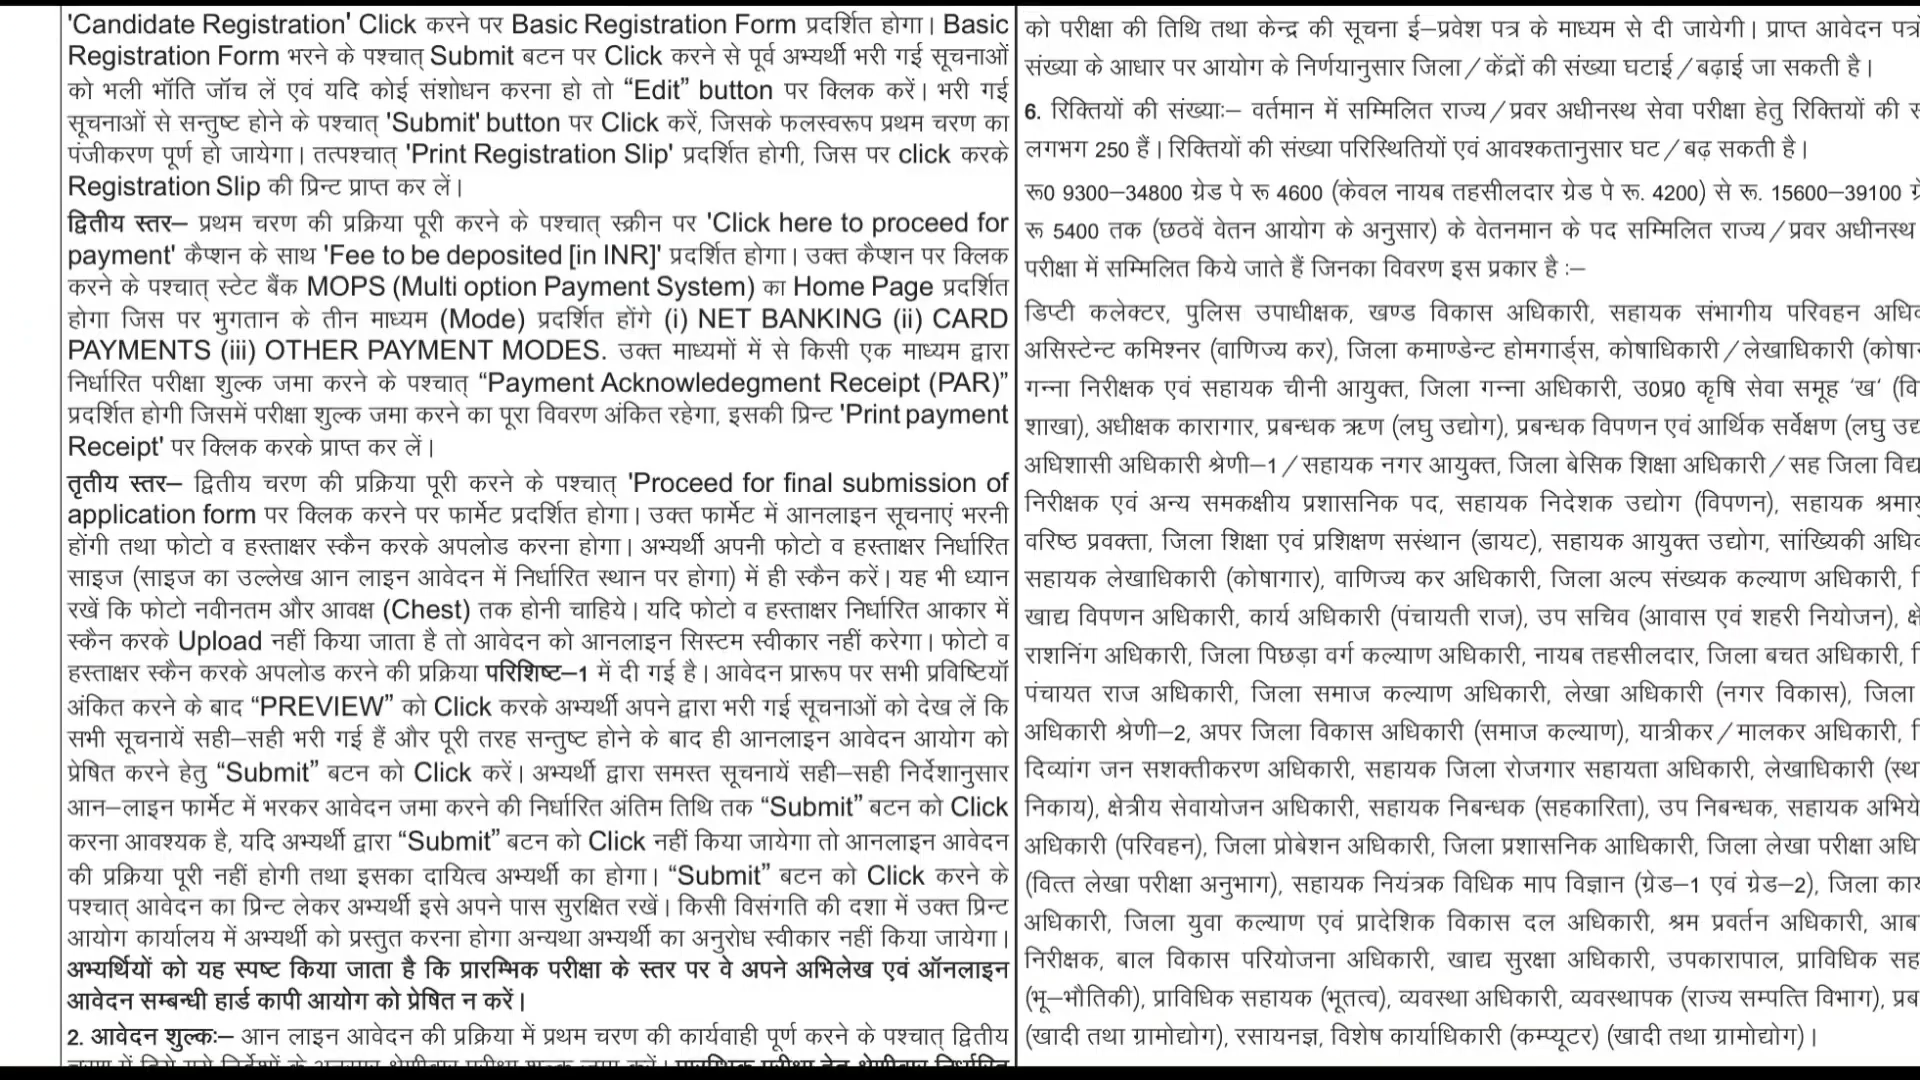 'Candidate Registration' Click करने पर Basic Registration Form प्रदर्शित होगा। Basic
Registration Form भरने के पश्चात् Submit बटन पर Click करने से पूर्व अभ्यर्थी भरी गई सूचनाओं
को भली भॉति जॉच लें एवं यदि कोई संशोधन करना हो तो “Edit” button पर क्लिक करें। भरी गई
सूचनाओं से सन्तुष्ट होने के पश्चात् 'Submit' button पर Click करें, जिसके फलस्वरूप प्रथम चरण का
पंजीकरण पूर्ण हो जायेगा। तत्पश्चात् 'Print Registration Slip' प्रदर्शित होगी, जिस पर click करके
Registration Slip की प्रिन्ट प्राप्त कर लें।
द्वितीय स्तर– प्रथम चरण की प्रक्रिया पूरी करने के पश्चात् स्क्रीन पर 'Click here to proceed for
payment' कैप्शन के साथ 'Fee to be deposited [in INR]' प्रदर्शित होगा। उक्त कैप्शन पर क्लिक
करने के पश्चात् स्टेट बैंक MOPS (Multi option Payment System) का Home Page प्रदर्शित
होगा जिस पर भुगतान के तीन माध्यम (Mode) प्रदर्शित होंगे (i) NET BANKING (ii) CARD
PAYMENTS (iii) OTHER PAYMENT MODES. उक्त माध्यमों में से किसी एक माध्यम द्वारा
निर्धारित परीक्षा शुल्क जमा करने के पश्चात् “Payment Acknowledegment Receipt (PAR)”
प्रदर्शित होगी जिसमें परीक्षा शुल्क जमा करने का पूरा विवरण अंकित रहेगा, इसकी प्रिन्ट 'Print payment
Receipt' पर क्लिक करके प्राप्त कर लें।
तृतीय स्तर– द्वितीय चरण की प्रक्रिया पूरी करने के पश्चात् 'Proceed for final submission of
application form पर क्लिक करने पर फार्मेट प्रदर्शित होगा। उक्त फार्मेट में आनलाइन सूचनाएं भरनी
होंगी तथा फोटो व हस्ताक्षर स्कैन करके अपलोड करना होगा। अभ्यर्थी अपनी फोटो व हस्ताक्षर निर्धारित
साइज (साइज का उल्लेख आन लाइन आवेदन में निर्धारित स्थान पर होगा) में ही स्कैन करें। यह भी ध्यान
रखें कि फोटो नवीनतम और आवक्ष (Chest) तक होनी चाहिये। यदि फोटो व हस्ताक्षर निर्धारित आकार में
स्कैन करके Upload नहीं किया जाता है तो आवेदन को आनलाइन सिस्टम स्वीकार नहीं करेगा। फोटो व
हस्ताक्षर स्कैन करके अपलोड करने की प्रक्रिया परिशिष्ट–1 में दी गई है। आवेदन प्रारूप पर सभी प्रविष्टियॉ
अंकित करने के बाद “PREVIEW” को Click करके अभ्यर्थी अपने द्वारा भरी गई सूचनाओं को देख लें कि
सभी सूचनायें सही–सही भरी गई हैं और पूरी तरह सन्तुष्ट होने के बाद ही आनलाइन आवेदन आयोग को
प्रेषित करने हेतु “Submit” बटन को Click करें। अभ्यर्थी द्वारा समस्त सूचनायें सही–सही निर्देशानुसार
आन–लाइन फार्मेट में भरकर आवेदन जमा करने की निर्धारित अंतिम तिथि तक “Submit” बटन को Click
करना आवश्यक है, यदि अभ्यर्थी द्वारा “Submit” बटन को Click नहीं किया जायेगा तो आनलाइन आवेदन
की प्रक्रिया पूरी नहीं होगी तथा इसका दायित्व अभ्यर्थी का होगा। “Submit” बटन को Click करने के
पश्चात् आवेदन का प्रिन्ट लेकर अभ्यर्थी इसे अपने पास सुरक्षित रखें। किसी विसंगति की दशा में उक्त प्रिन्ट
आयोग कार्यालय में अभ्यर्थी को प्रस्तुत करना होगा अन्यथा अभ्यर्थी का अनुरोध स्वीकार नहीं किया जायेगा।
अभ्यर्थियों को यह स्पष्ट किया जाता है कि प्रारम्भिक परीक्षा के स्तर पर वे अपने अभिलेख एवं ऑनलाइन
आवेदन सम्बन्धी हार्ड कापी आयोग को प्रेषित न करें।
2. आवेदन शुल्कः– आन लाइन आवेदन की प्रक्रिया में प्रथम चरण की कार्यवाही पूर्ण करने के पश्चात् द्वितीय
को परीक्षा की तिथि तथा केन्द्र की सूचना ई–प्रवेश पत्र के माध्यम से दी जायेगी। प्राप्त आवेदन पत्रों
संख्या के आधार पर आयोग के निर्णयानुसार जिला/केंद्रों की संख्या घटाई/बढ़ाई जा सकती है।
6. रिक्तियों की संख्याः– वर्तमान में सम्मिलित राज्य/प्रवर अधीनस्थ सेवा परीक्षा हेतु रिक्तियों की
लगभग 250 हैं। रिक्तियों की संख्या परिस्थितियों एवं आवश्कतानुसार घट/बढ़ सकती है।
रू0 9300–34800 ग्रेड पे रू 4600 (केवल नायब तहसीलदार ग्रेड पे रू. 4200) से रू. 15600–39100
रू 5400 तक (छठवें वेतन आयोग के अनुसार) के वेतनमान के पद सम्मिलित राज्य/प्रवर अधीनस्थ
परीक्षा में सम्मिलित किये जाते हैं जिनका विवरण इस प्रकार है :–
डिप्टी कलेक्टर, पुलिस उपाधीक्षक, खण्ड विकास अधिकारी, सहायक संभागीय परिवहन
असिस्टेन्ट कमिश्नर (वाणिज्य कर), जिला कमाण्डेन्ट होमगार्ड्स, कोषाधिकारी/लेखाधिकारी
गन्ना निरीक्षक एवं सहायक चीनी आयुक्त, जिला गन्ना अधिकारी, उ0प्र0 कृषि सेवा समूह ‘ख‘
शाखा), अधीक्षक कारागार, प्रबन्धक ऋण (लघु उद्योग), प्रबन्धक विपणन एवं आर्थिक सर्वेक्षण (लघु
अधिशासी अधिकारी श्रेणी–1/सहायक नगर आयुक्त, जिला बेसिक शिक्षा अधिकारी/सह जिला
निरीक्षक एवं अन्य समकक्षीय प्रशासनिक पद, सहायक निदेशक उद्योग (विपणन), सहायक
वरिष्ठ प्रवक्ता, जिला शिक्षा एवं प्रशिक्षण संस्थान (डायट), सहायक आयुक्त उद्योग, सांख्यिकी
सहायक लेखाधिकारी (कोषागार), वाणिज्य कर अधिकारी, जिला अल्प संख्यक कल्याण अधिकारी,
खाद्य विपणन अधिकारी, कार्य अधिकारी (पंचायती राज), उप सचिव (आवास एवं शहरी नियोजन),
राशनिंग अधिकारी, जिला पिछड़ा वर्ग कल्याण अधिकारी, नायब तहसीलदार, जिला बचत अधिकारी,
पंचायत राज अधिकारी, जिला समाज कल्याण अधिकारी, लेखा अधिकारी (नगर विकास), जिला
अधिकारी श्रेणी–2, अपर जिला विकास अधिकारी (समाज कल्याण), यात्रीकर/मालकर अधिकारी,
दिव्यांग जन सशक्तीकरण अधिकारी, सहायक जिला रोजगार सहायता अधिकारी, लेखाधिकारी
निकाय), क्षेत्रीय सेवायोजन अधिकारी, सहायक निबन्धक (सहकारिता), उप निबन्धक, सहायक
अधिकारी (परिवहन), जिला प्रोबेशन अधिकारी, जिला प्रशासनिक आधिकारी, जिला लेखा परीक्षा
(वित्त लेखा परीक्षा अनुभाग), सहायक नियंत्रक विधिक माप विज्ञान (ग्रेड–1 एवं ग्रेड–2), जिला
अधिकारी, जिला युवा कल्याण एवं प्रादेशिक विकास दल अधिकारी, श्रम प्रवर्तन अधिकारी,
निरीक्षक, बाल विकास परियोजना अधिकारी, खाद्य सुरक्षा अधिकारी, उपकारापाल, प्राविधिक
(भू–भौतिकी), प्राविधिक सहायक (भूतत्व), व्यवस्था अधिकारी, व्यवस्थापक (राज्य सम्पत्ति विभाग),
(खादी तथा ग्रामोद्योग), रसायनज्ञ, विशेष कार्याधिकारी (कम्प्यूटर) (खादी तथा ग्रामोद्योग)।